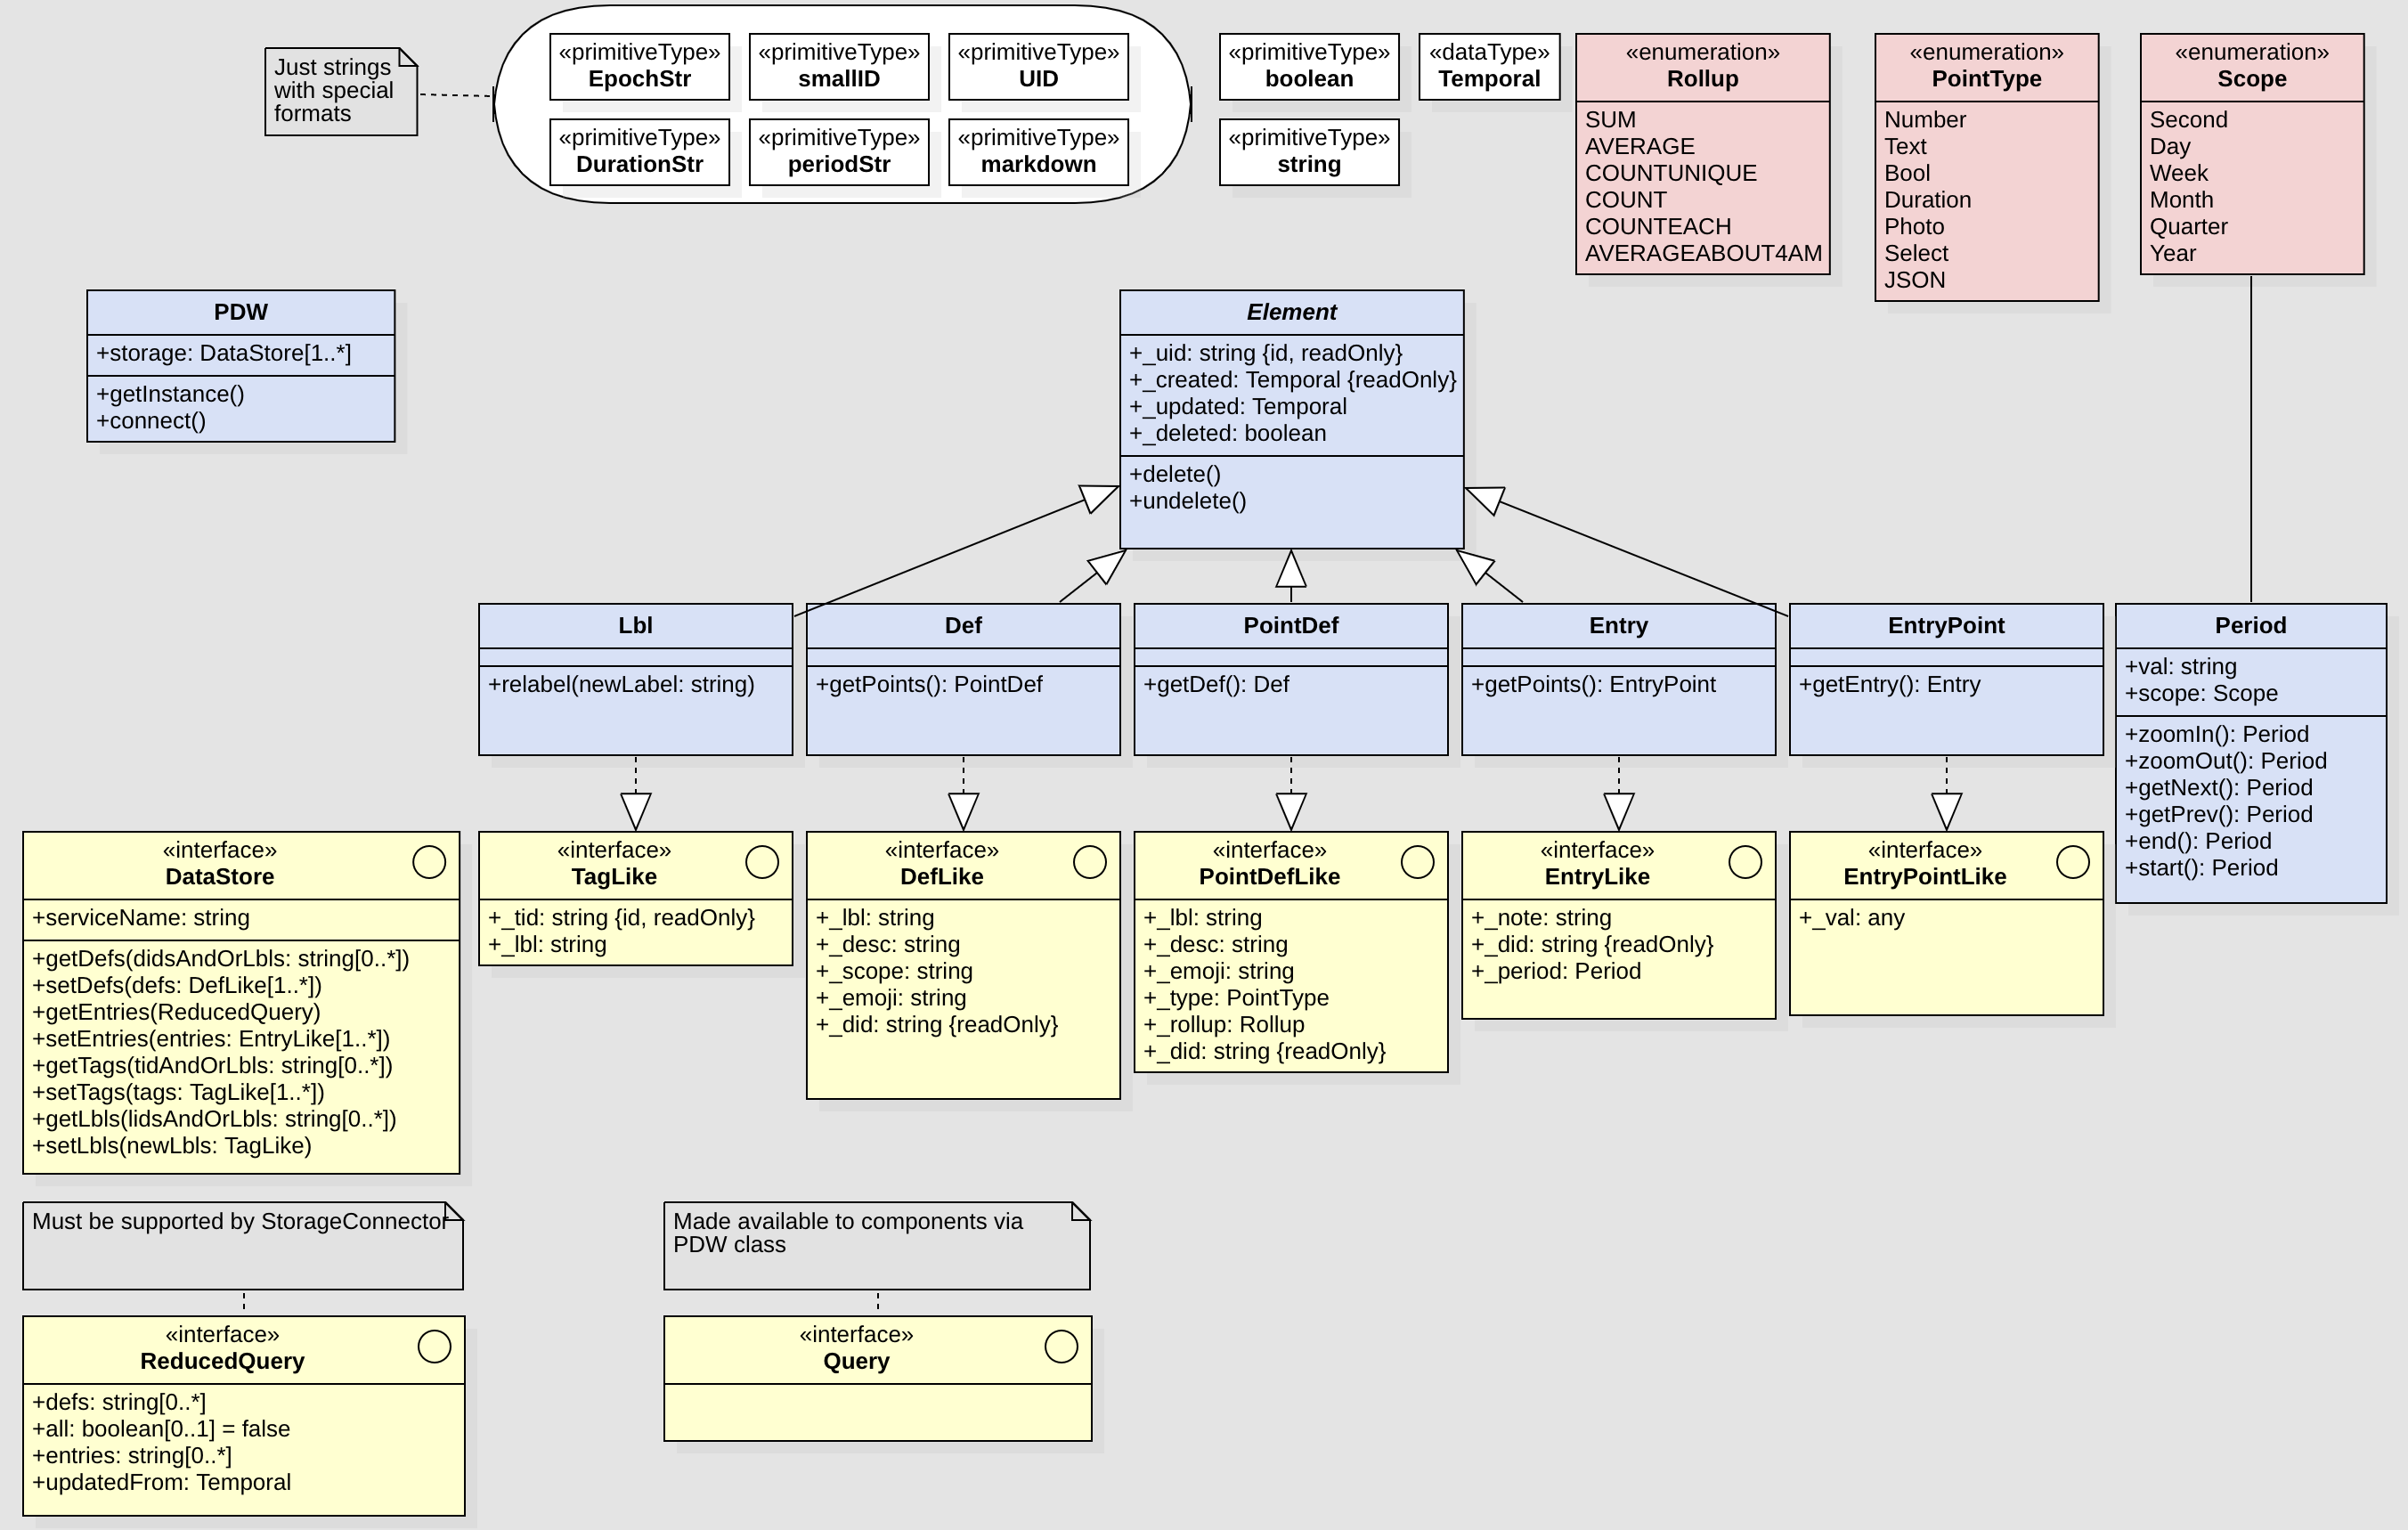 Just strings
with special
formats
«primitiveType»
EpochStr
«primitiveType»
smallID
«primitiveType»
UID
«primitiveType»
DurationStr
«primitiveType»
periodStr
«primitiveType»
markdown
«primitiveType»
boolean
«primitiveType»
string
«dataType»
Temporal
«enumeration»
Rollup
SUM
AVERAGE
COUNTUNIQUE
COUNT
COUNTEACH
AVERAGEABOUT4AM
«enumeration»
PointType
Number
Text
Bool
Duration
Photo
Select
JSON
«enumeration»
Scope
Second
Day
Week
Month
Quarter
Year
PDW
+storage: DataStore[1..*]
+getInstance()
+connect()
Element
+_uid: string {id, readOnly}
+_created: Temporal {readOnly}
+_updated: Temporal
+_deleted: boolean
+delete()
+undelete()
Lbl
+relabel(newLabel: string)
Def
+getPoints(): PointDef
PointDef
+getDef(): Def
Entry
+getPoints(): EntryPoint
EntryPoint
+getEntry(): Entry
Period
+val: string
+scope: Scope
+zoomIn(): Period
+zoomOut(): Period
+getNext(): Period
+getPrev(): Period
+end(): Period
+start(): Period
«interface»
DataStore
+serviceName: string
+getDefs(didsAndOrLbls: string[0..*])
+setDefs(defs: DefLike[1..*])
+getEntries(ReducedQuery)
+setEntries(entries: EntryLike[1..*])
+getTags(tidAndOrLbls: string[0..*])
+setTags(tags: TagLike[1..*])
+getLbls(lidsAndOrLbls: string[0..*])
+setLbls(newLbls: TagLike)
«interface»
TagLike
+_tid: string {id, readOnly}
+_lbl: string
«interface»
DefLike
+_lbl: string
+_desc: string
+_scope: string
+_emoji: string
+_did: string {readOnly}
«interface»
PointDefLike
+_lbl: string
+_desc: string
+_emoji: string
+_type: PointType
+_rollup: Rollup
+_did: string {readOnly}
«interface»
EntryLike
+_note: string
+_did: string {readOnly}
+_period: Period
«interface»
EntryPointLike
+_val: any
Must be supported by StorageConnector
Made available to components via
PDW class
«interface»
ReducedQuery
+defs: string[0..*]
+all: boolean[0..1] = false
+entries: string[0..*]
+updatedFrom: Temporal
«interface»
Query